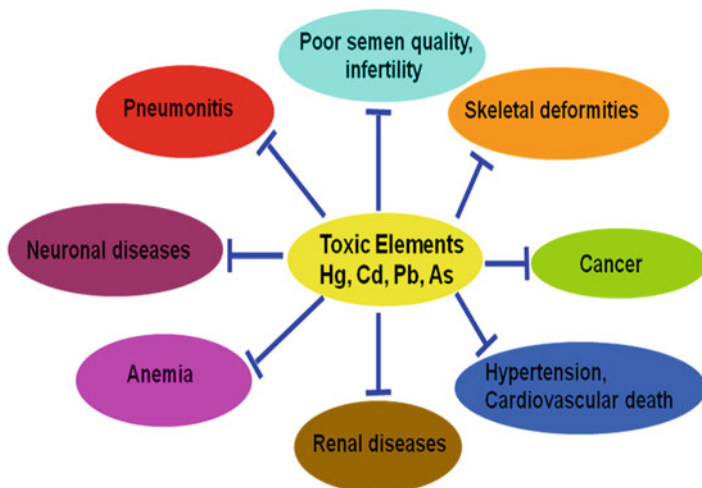 Poor semen quality,
infertility
Pneumonitis
Skeletal deformities
Neuronal diseases
Toxic Elements
Hg, Cd, Pb, As
Cancer
Anemia
Hypertension,
Cardiovascular death
Renal diseases